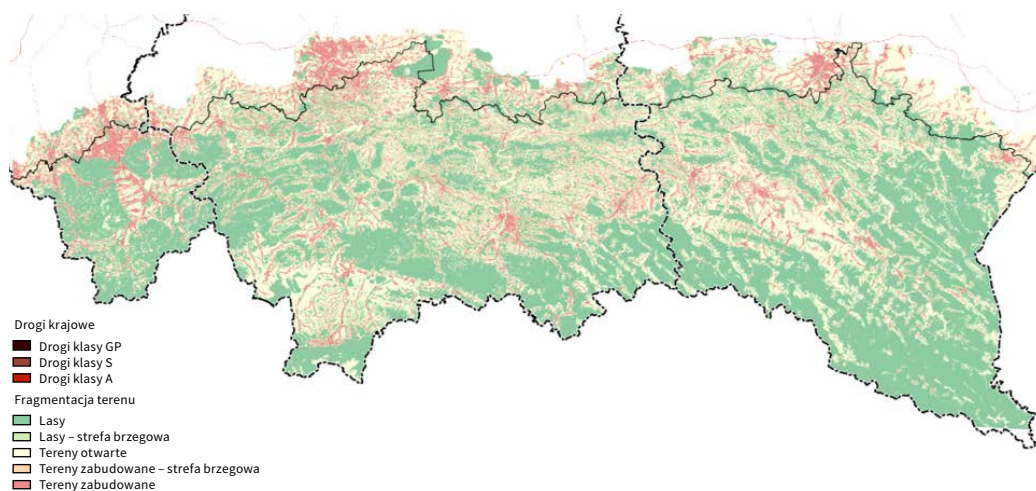 Drogi krajowe
Drogi klasy GP
Drogi klasy S
Drogi klasy A
Fragmentacja terenu
Lasy
Lasy – strefa brzegowa
Tereny otwarte
Tereny zabudowane – strefa brzegowa
Tereny zabudowane